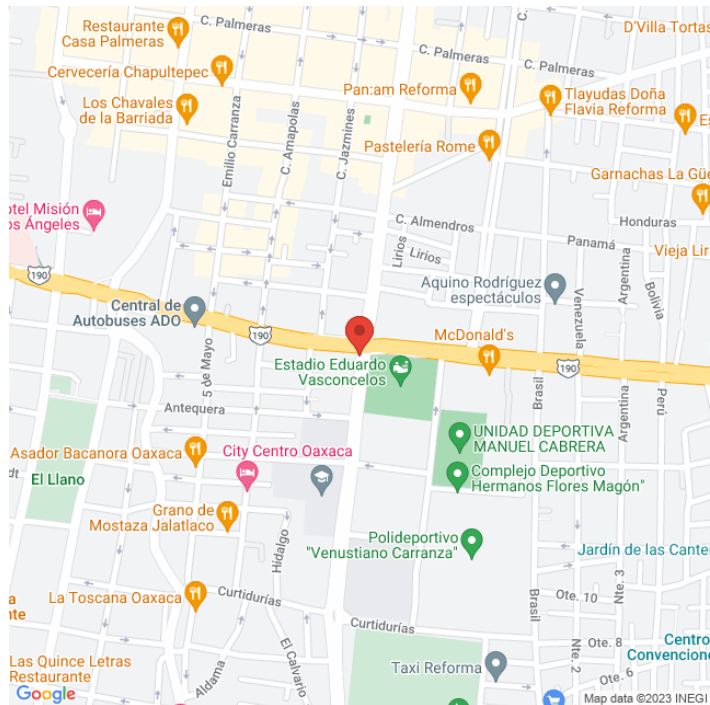 Restaurante
Casa Palmeras
C. Palmeras
C. Palmeras
C. Palmeras
D'Villa Tortas
Cervecería Chapultepec
Pan:am Reforma
Tlayudas Doña
Flavia Reforma
Los Chavales
de la Barriada
Emilio Carranza
C. Amapolas
C. Jazmines
Pastelería Rome
Garnachas La Güe
otel Misión
os Ángeles
C. Almendros
Honduras
Panamá
Lirios
Lirios
Vieja Lira
190
Argentina
Bolivia
Aquino Rodríguez
espectáculos
Venezuela
Central de
Autobuses ADO
190
McDonald's
Estadio Eduardo
Vasconcelos
5 de Mayo
Brasil
190
Argentina
Perú
Antequera
UNIDAD DEPORTIVA
MANUEL CABRERA
Asador Bacanora Oaxaca
City Centro Oaxaca
El Llano
Complejo Deportivo
Hermanos Flores Magón"
Grano de
Mostaza Jalatlaco
Hidalgo
Polideportivo
"Venustiano Carranza"
Jardín de las Canter
La Toscana Oaxaca
Curtidurías
Curtidurías
Brasil
Ote. 10
Nte. 3
Nte. 2
Ote. 8
Ote. 6
Centro
Convencione
a
nte
Las Quince Letras
Restaurante
Aldama
El Calvario
Taxi Reforma
Google
Map data ©2023 INEGI